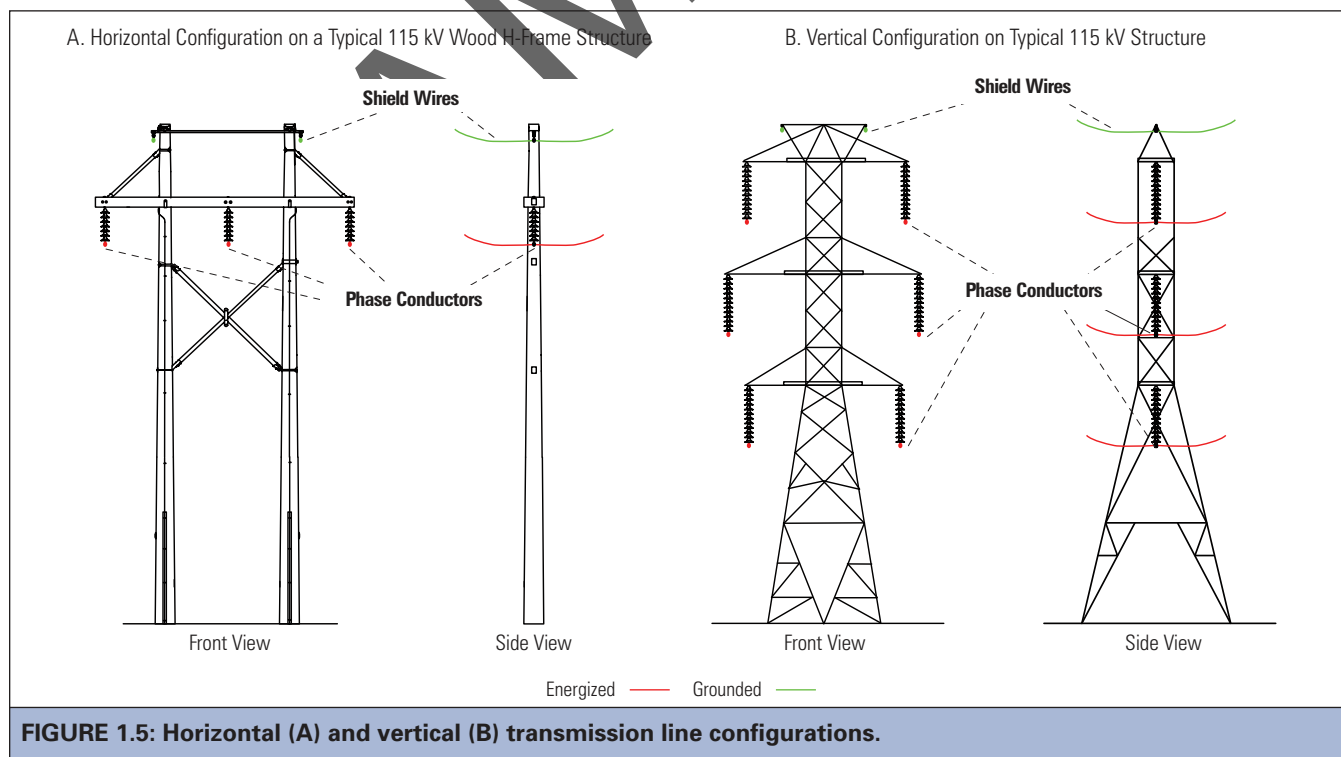 A. Horizontal Configuration on a Typical 115 kV Wood H-Frame Structure
B. Vertical Configuration on Typical 115 kV Structure
Shield Wires
Shield Wires
Phase Conductors
Phase Conductors
Front View
Side View
Front View
Side View
Energized
Grounded
FIGURE 1.5: Horizontal (A) and vertical (B) transmission line configurations.